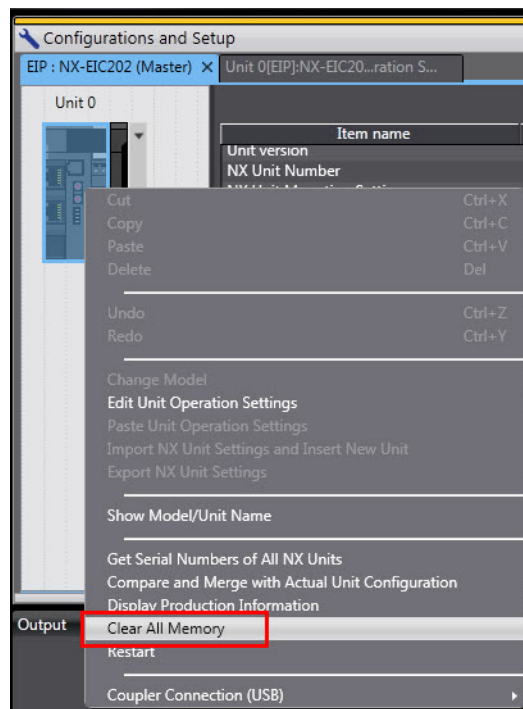 Configurations and Setup
EIP : NX-EIC202 (Master) × Unit 0[EIP]:NX-EIC20...ration S...
Unit 0
Item name
Unit version
NX Unit Number
Cut Ctrl+X
Copy Ctrl+C
Paste Ctrl+V
Delete Del
Undo Ctrl+Z
Redo Ctrl+Y
Change Model
Edit Unit Operation Settings
Paste Unit Operation Settings
Import NX Unit Settings and Insert New Unit
Export NX Unit Settings
Show Model/Unit Name
Get Serial Numbers of All NX Units
Compare and Merge with Actual Unit Configuration
Display Production Information
Output
Clear All Memory
Restart
Coupler Connection (USB)